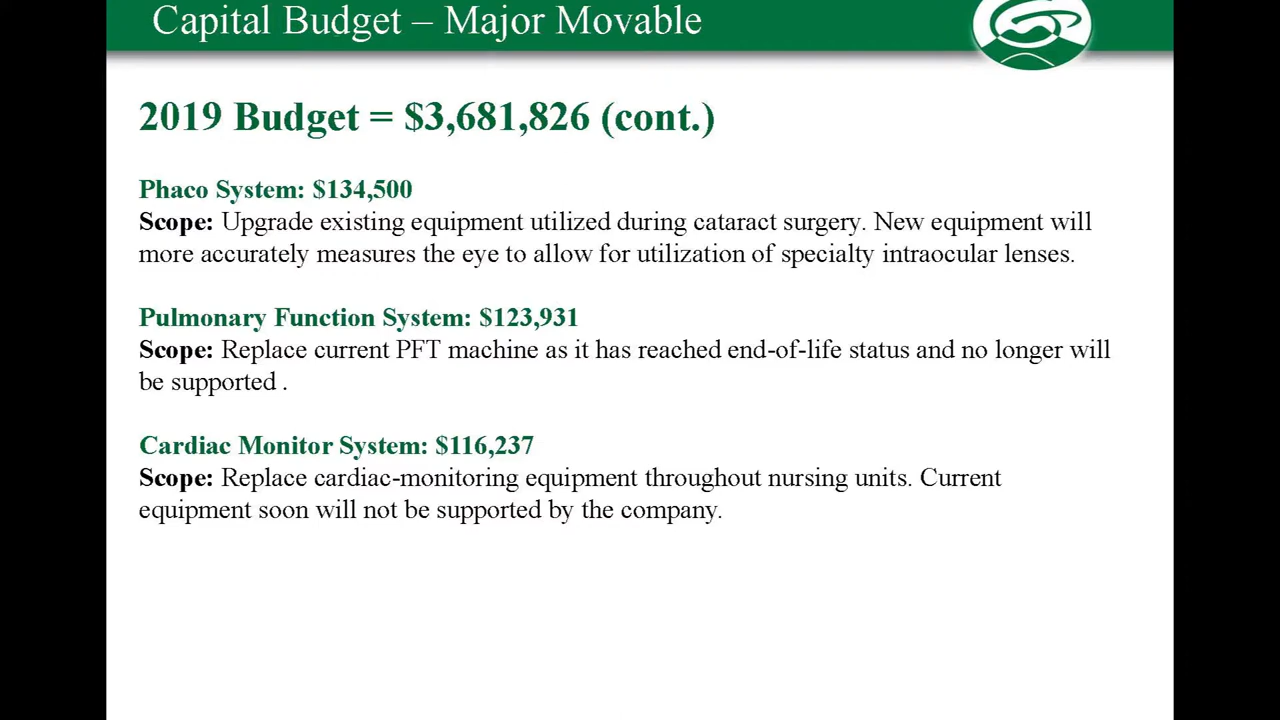 Capital Budget – Major Movable
2019 Budget = $3,681,826 (cont.)
Phaco System: $134,500
Scope: Upgrade existing equipment utilized during cataract surgery. New equipment will
more accurately measures the eye to allow for utilization of specialty intraocular lenses.
Pulmonary Function System: $123,931
Scope: Replace current PFT machine as it has reached end-of-life status and no longer will
be supported .
Cardiac Monitor System: $116,237
Scope: Replace cardiac-monitoring equipment throughout nursing units. Current
equipment soon will not be supported by the company.